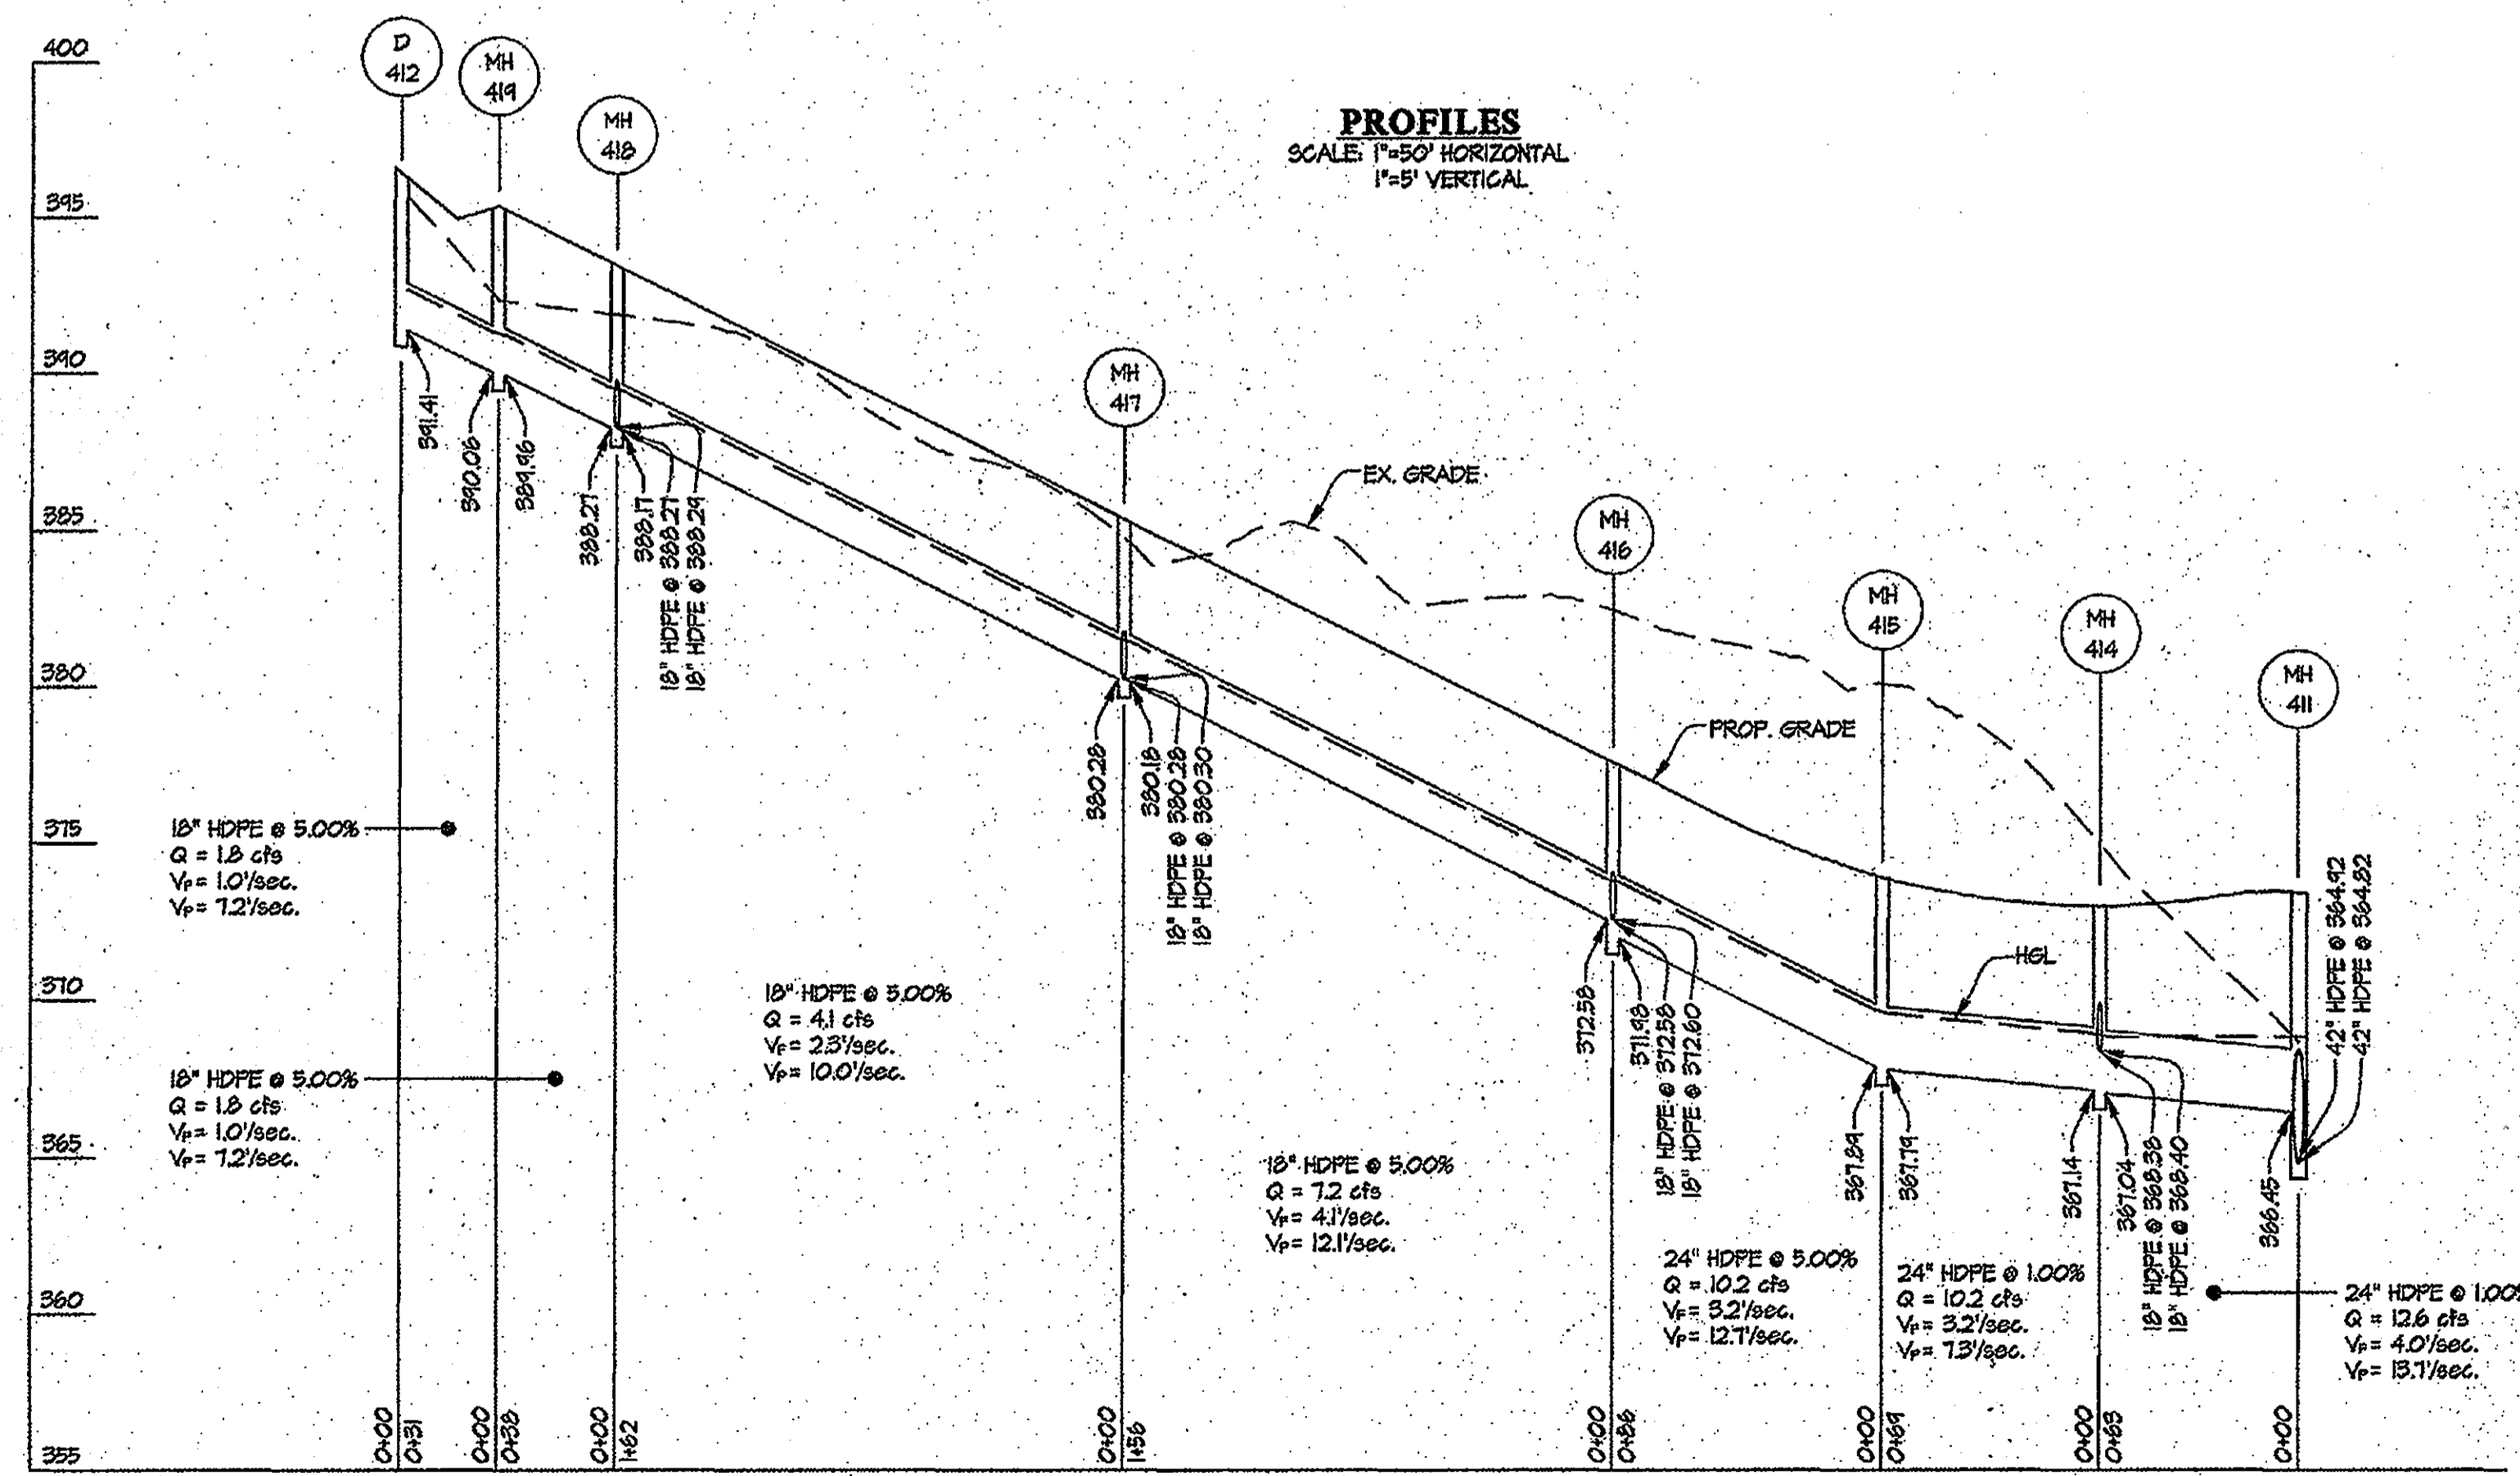 PROFILES
SCALE: 1"=50' HORIZONTAL
1"=5' VERTICAL
400
395
390
385
380
375
370
365
360
355
D
412
MH
419
MH
418
MH
417
MH
416
MH
415
MH
414
MH
411
EX. GRADE
PROP. GRADE
HGL
391.41
390.06
389.96
388.27
388.17
18" HDPE @ 388.27
18" HDPE @ 388.29
380.28
380.18
18" HDPE @ 380.28
18" HDPE @ 380.30
372.58
371.98
18" HDPE @ 372.58
18" HDPE @ 372.60
367.89
367.79
367.14
367.04
18" HDPE @ 368.38
18" HDPE @ 368.40
366.45
42" HDPE @ 364.92
42" HDPE @ 364.82
18" HDPE @ 5.00%
Q = 1.8 cfs
VF= 1.0'/sec.
VP= 7.2'/sec.
18" HDPE @ 5.00%
Q = 1.8 cfs
VF= 1.0'/sec.
VP= 7.2'/sec.
18" HDPE @ 5.00%
Q = 4.1 cfs
VF= 2.3'/sec.
VP= 10.0'/sec.
18" HDPE @ 5.00%
Q = 7.2 cfs
VF= 4.1'/sec.
VP= 12.1'/sec.
24" HDPE @ 5.00%
Q = 10.2 cfs
VF= 3.2'/sec.
VP= 12.7'/sec.
24" HDPE @ 1.00%
Q = 10.2 cfs
VF= 3.2'/sec.
VP= 7.3'/sec.
24" HDPE @ 1.00%
Q = 12.6 cfs
VF= 4.0'/sec.
VP= 13.7'/sec.
0+00
0+31
0+00
0+38
0+00
1+62
0+00
1+56
0+00
0+86
0+00
0+69
0+00
0+63
0+00